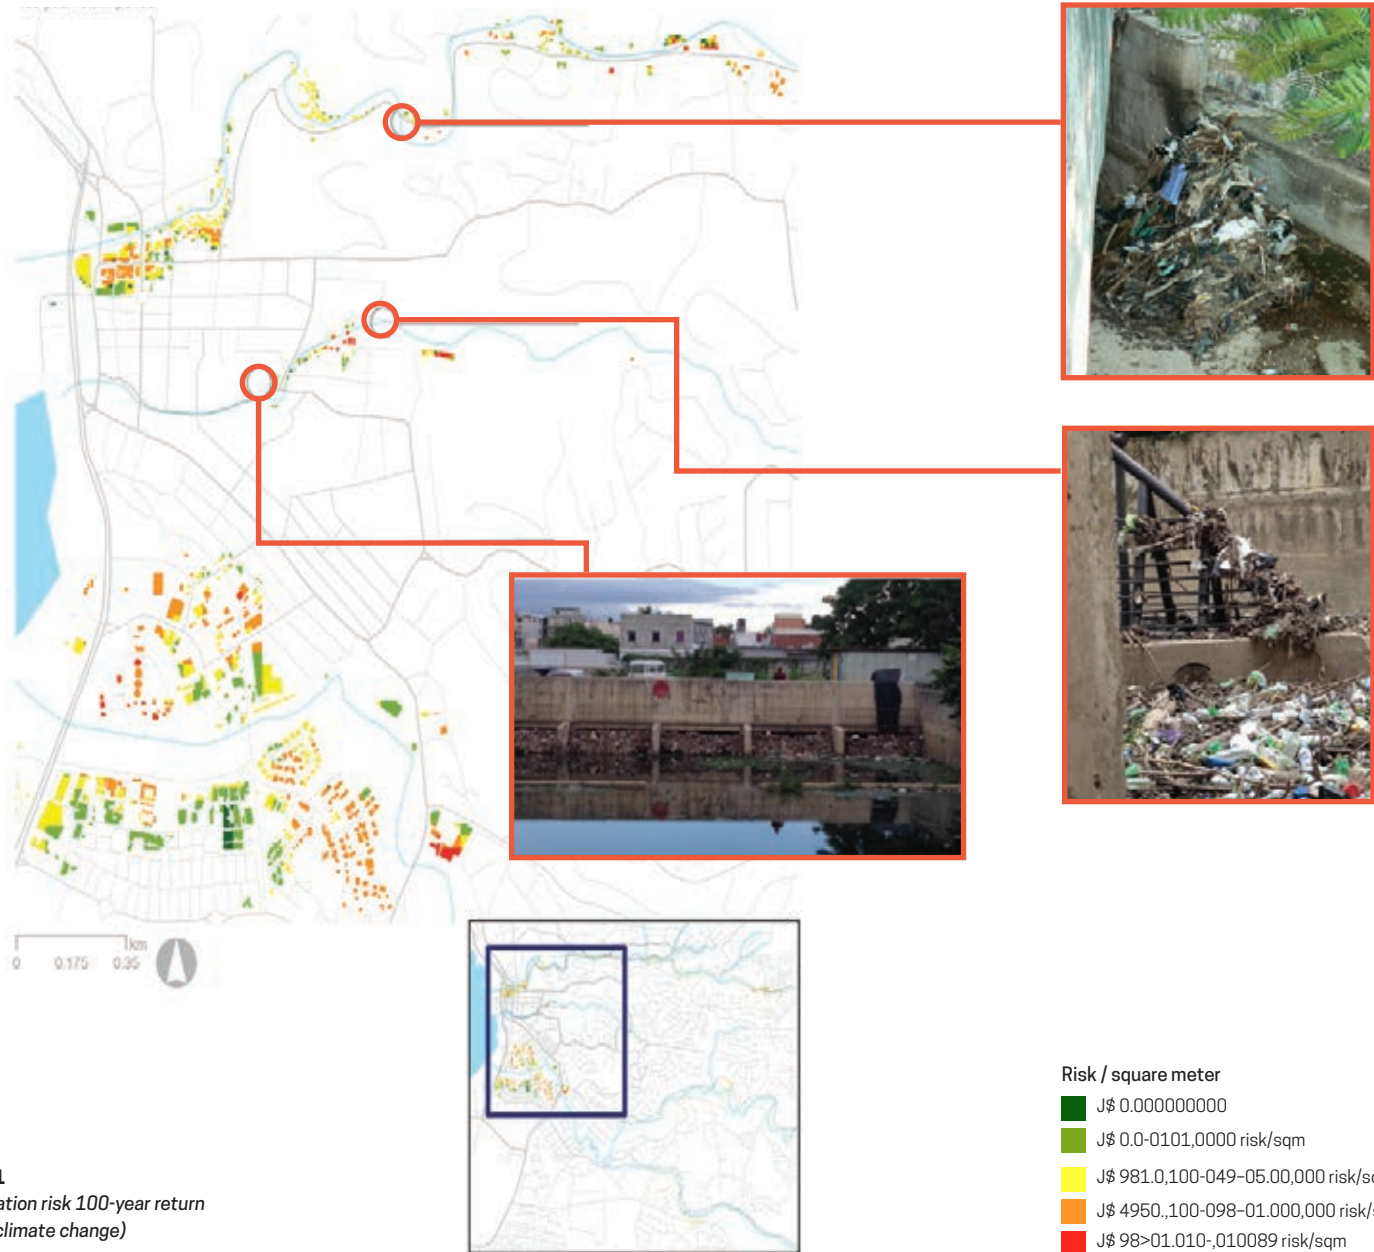 km
0 0.175 0.35
1
ation risk 100-year return
climate change)
Risk / square meter
J$ 0.000000000
J$ 0.0-0101,0000 risk/sqm
J$ 981.0,100-049–05.00,000 risk/s
J$ 4950.,100-098–01.000,000 risk/
J$ 98>01.010-,010089 risk/sqm